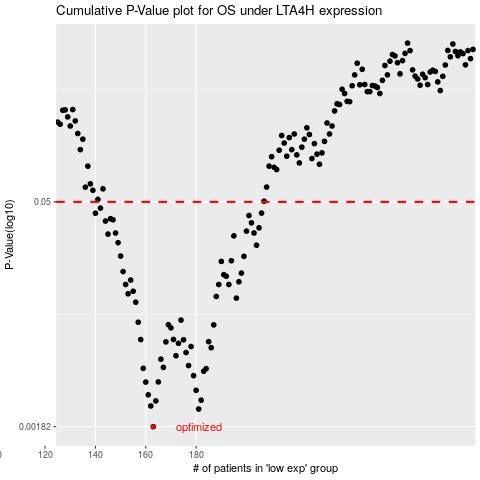 Cumulative P-Value plot for OS under LTA4H expression
P-Value(log10)
0.05
0.00182
optimized
0 120 140 160 180
# of patients in 'low exp' group